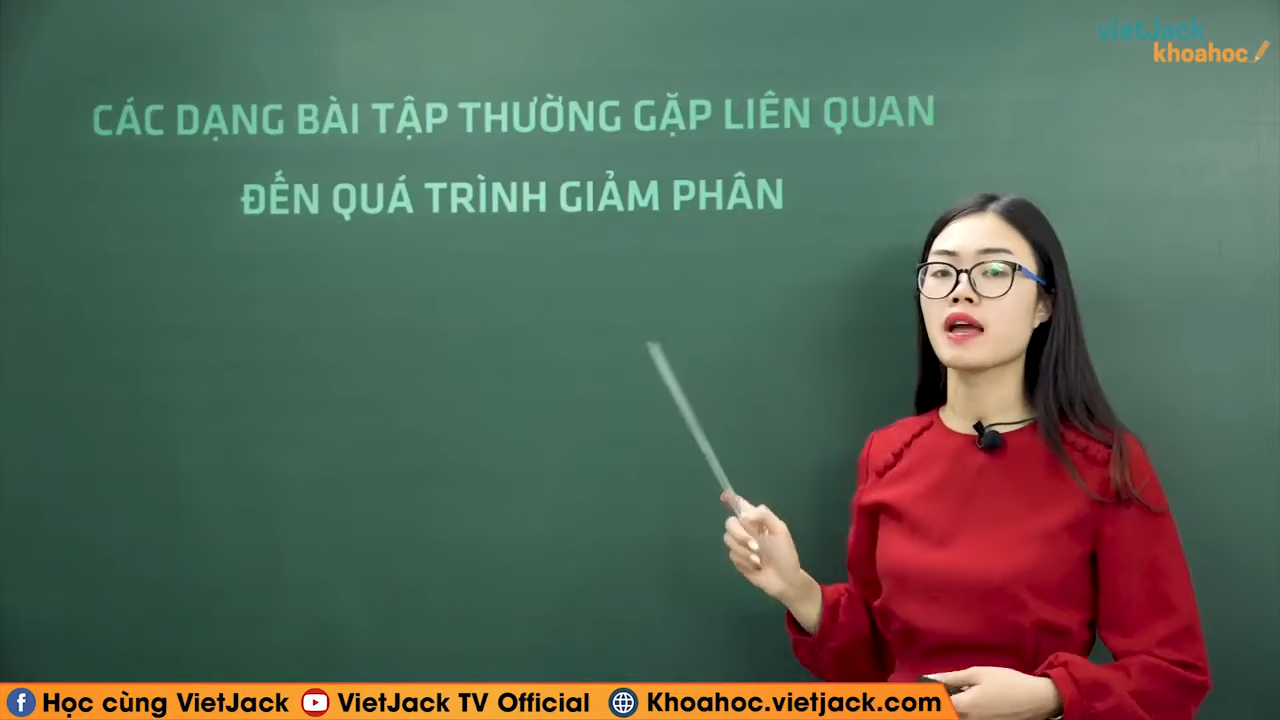 vietJack
khoahoc
CÁC DẠNG BÀI TẬP THƯỜNG GẶP LIÊN QUAN
ĐẾN QUÁ TRÌNH GIẢM PHÂN
Học cùng VietJack VietJack TV Official Khoahoc.vietjack.com